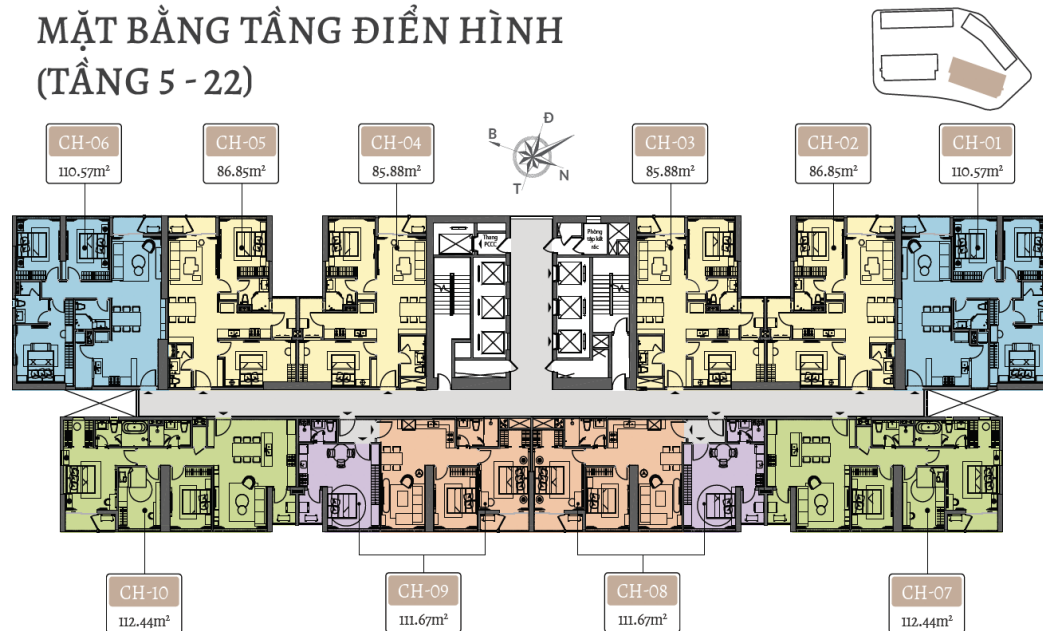 MẶT BẰNG TẦNG ĐIỂN HÌNH
(TẦNG 5 - 22)
CH-06
110.57m²
CH-05
86.85m²
CH-04
85.88m²
B
Đ
T
N
CH-03
85.88m²
CH-02
86.85m²
CH-01
110.57m²
Thang
PCCC
Phòng
tập kết
rác
CH-10
112.44m²
CH-09
111.67m²
CH-08
111.67m²
CH-07
112.44m²